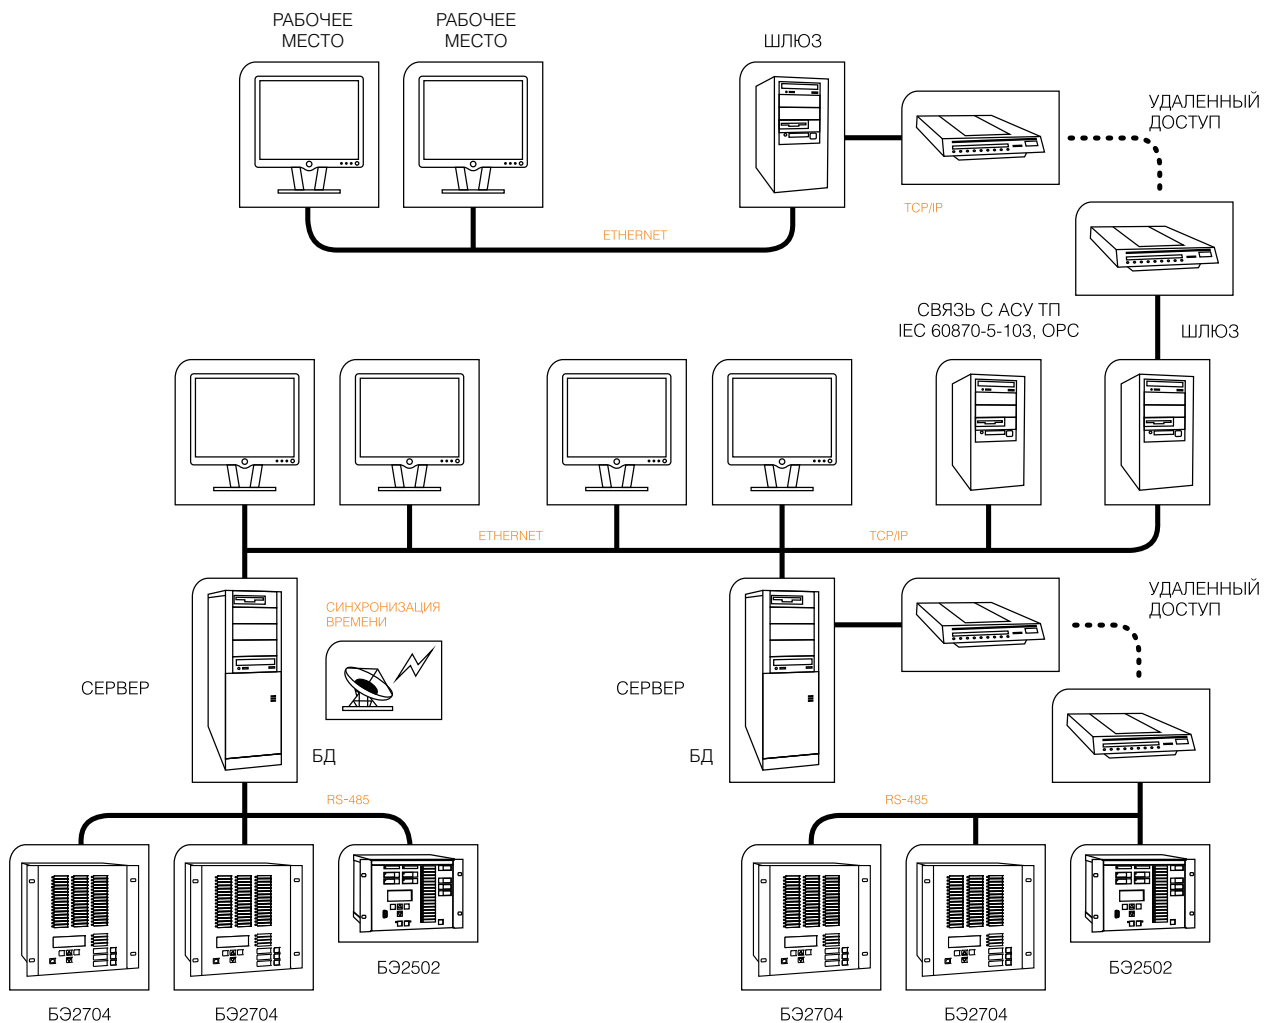 РАБОЧЕЕ
МЕСТО
РАБОЧЕЕ
МЕСТО
ШЛЮЗ
УДАЛЕННЫЙ
ДОСТУП
TCP/IP
ETHERNET
СВЯЗЬ С АСУ ТП
IEC 60870-5-103, OPC
ШЛЮЗ
ETHERNET
TCP/IP
СИНХРОНИЗАЦИЯ
ВРЕМЕНИ
УДАЛЕННЫЙ
ДОСТУП
СЕРВЕР
СЕРВЕР
БД
БД
RS-485
RS-485
БЭ2502
БЭ2502
БЭ2704
БЭ2704
БЭ2704
БЭ2704